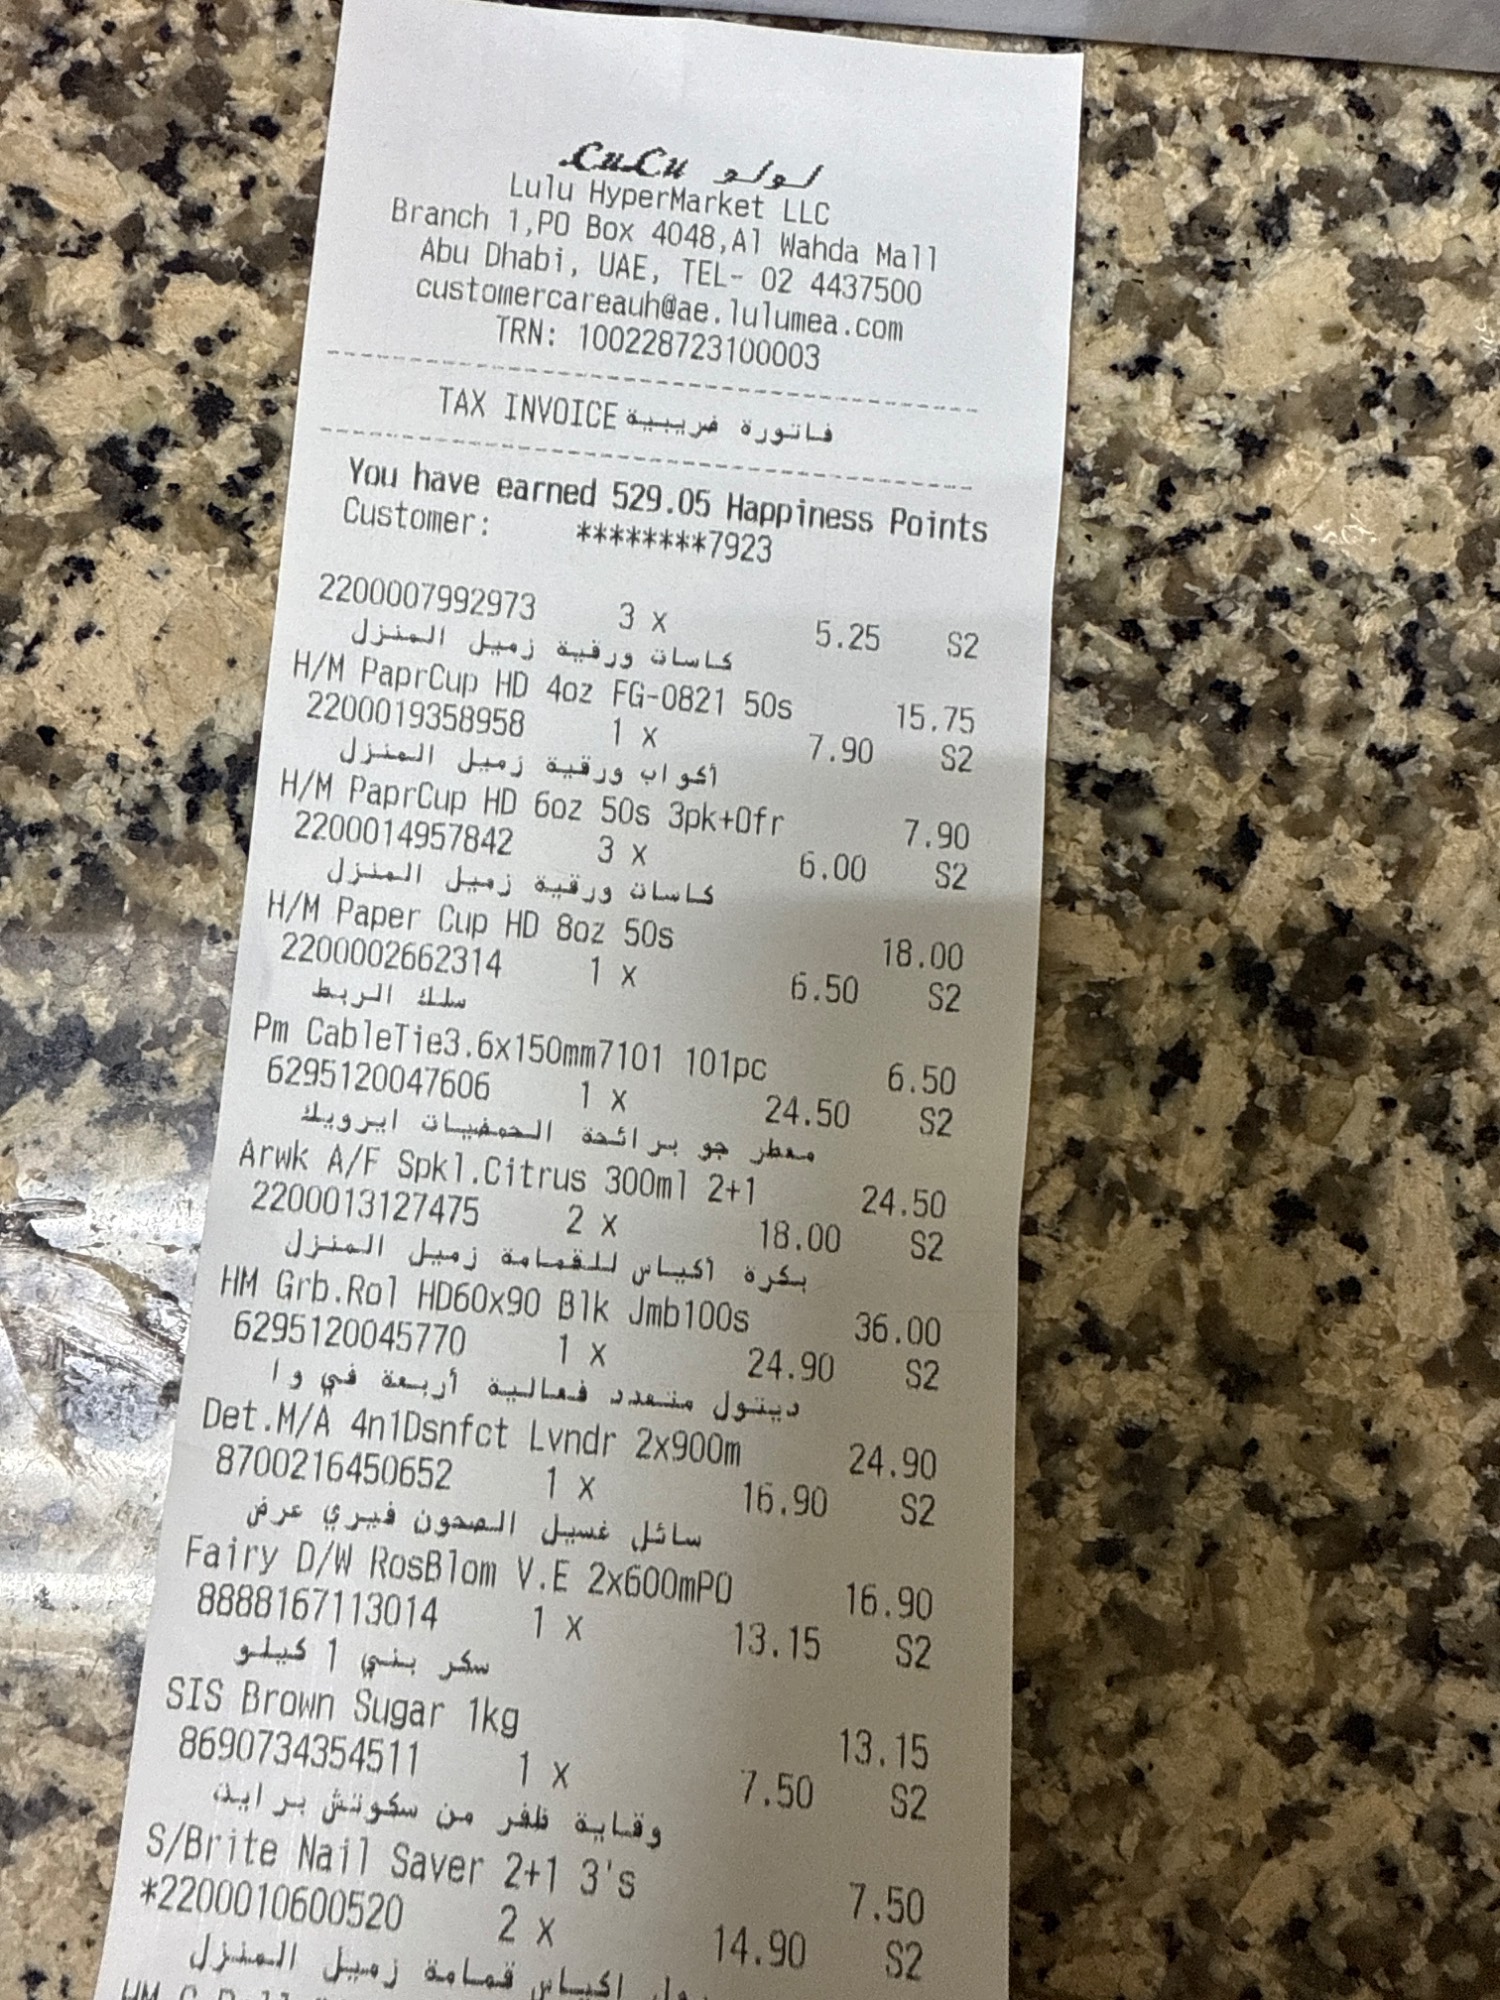 LuLu لولو
Lulu HyperMarket LLC
Branch 1,PO Box 4048,Al Wahda Mall
Abu Dhabi, UAE, TEL- 02 4437500
customercareauh@ae.lulumea.com
TRN: 100228723100003
TAX INVOICE فاتورة ضريبية
You have earned 529.05 Happiness Points
Customer: ********7923
2200007992973 3 x 5.25 S2
كاسات ورقية زميل المنزل
H/M PaprCup HD 4oz FG-0821 50s 15.75
2200019358958 1 x 7.90 S2
أكواب ورقية زميل المنزل
H/M PaprCup HD 6oz 50s 3pk+Ofr 7.90
2200014957842 3 x 6.00 S2
كاسات ورقية زميل المنزل
H/M Paper Cup HD 8oz 50s 18.00
2200002662314 1 x 6.50 S2
سلك الربط
Pm CableTie3.6x150mm7101 101pc 6.50
6295120047606 1 x 24.50 S2
معطر جو برائحة الحمضيات ايرويك
Arwk A/F Spkl.Citrus 300ml 2+1 24.50
2200013127475 2 x 18.00 S2
بكرة أكياس للقمامة زميل المنزل
HM Grb.Rol HD60x90 Blk Jmb100s 36.00
6295120045770 1 x 24.90 S2
ديتول متعدد فعالية أربعة في وا
Det.M/A 4n1Dsnfct Lvndr 2x900m 24.90
8700216450652 1 x 16.90 S2
سائل غسيل الصحون فيري عرض
Fairy D/W RosBlom V.E 2x600mPO 16.90
8888167113014 1 x 13.15 S2
سكر بني 1 كيلو
SIS Brown Sugar 1kg 13.15
8690734354511 1 x 7.50 S2
وقاية ظفر من سكوتش برايت
S/Brite Nail Saver 2+1 3's 7.50
*2200010600520 2 x 14.90 S2
اكياس قمامة زميل المنزل
HM